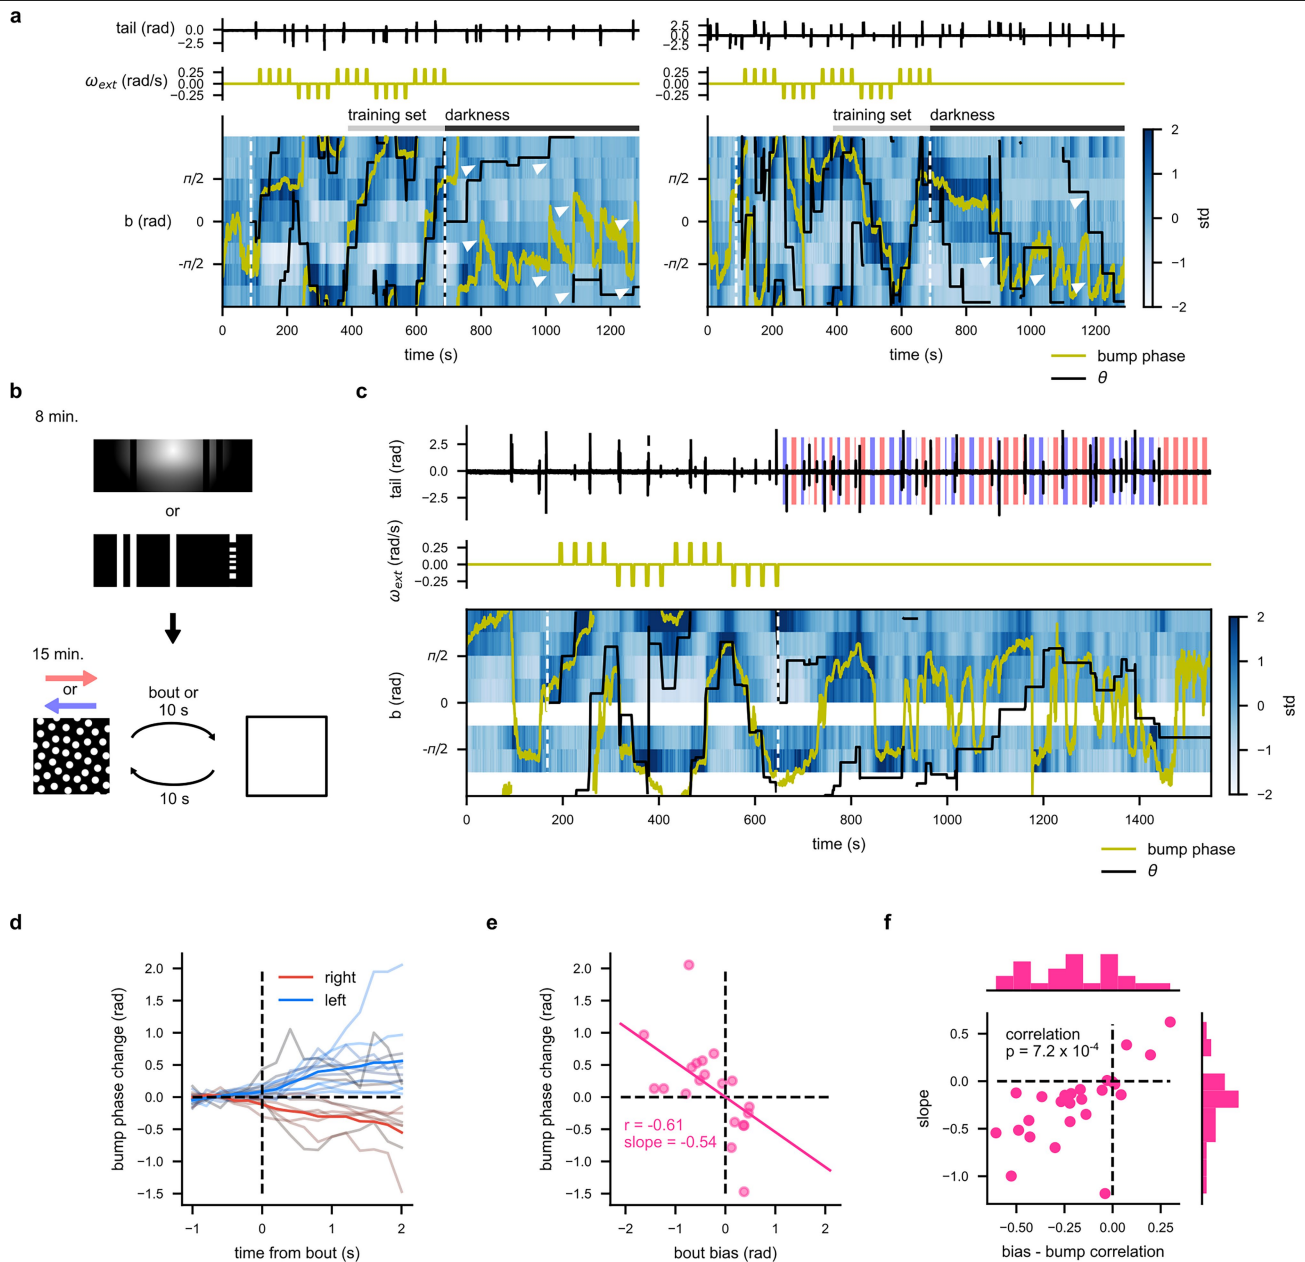 a
tail (rad)
0.0
−2.5
2.5
0.0
−2.5
ω_ext (rad/s)
0.25
0.00
−0.25
0.25
0.00
−0.25
training set
darkness
training set
darkness
b (rad)
π/2
0
-π/2
π/2
0
-π/2
2
1
0
−1
−2
std
0 200 400 600 800 1000 1200
0 200 400 600 800 1000 1200
time (s)
time (s)
bump phase
θ
b
8 min.
or
15 min.
or
bout or
10 s
10 s
c
tail (rad)
2.5
0.0
−2.5
ω_ext (rad/s)
0.25
0.00
−0.25
b (rad)
π/2
0
-π/2
2
1
0
−1
−2
std
0 200 400 600 800 1000 1200 1400
time (s)
bump phase
θ
d
bump phase change (rad)
2.0
1.5
1.0
0.5
0.0
−0.5
−1.0
−1.5
right
left
−1 0 1 2
time from bout (s)
e
bump phase change (rad)
2.0
1.5
1.0
0.5
0.0
−0.5
−1.0
−1.5
r = -0.61
slope = -0.54
−2 −1 0 1 2
bout bias (rad)
f
slope
0.5
0.0
−0.5
−1.0
correlation
p = 7.2 x 10⁻⁴
−0.50 −0.25 0.00 0.25
bias - bump correlation